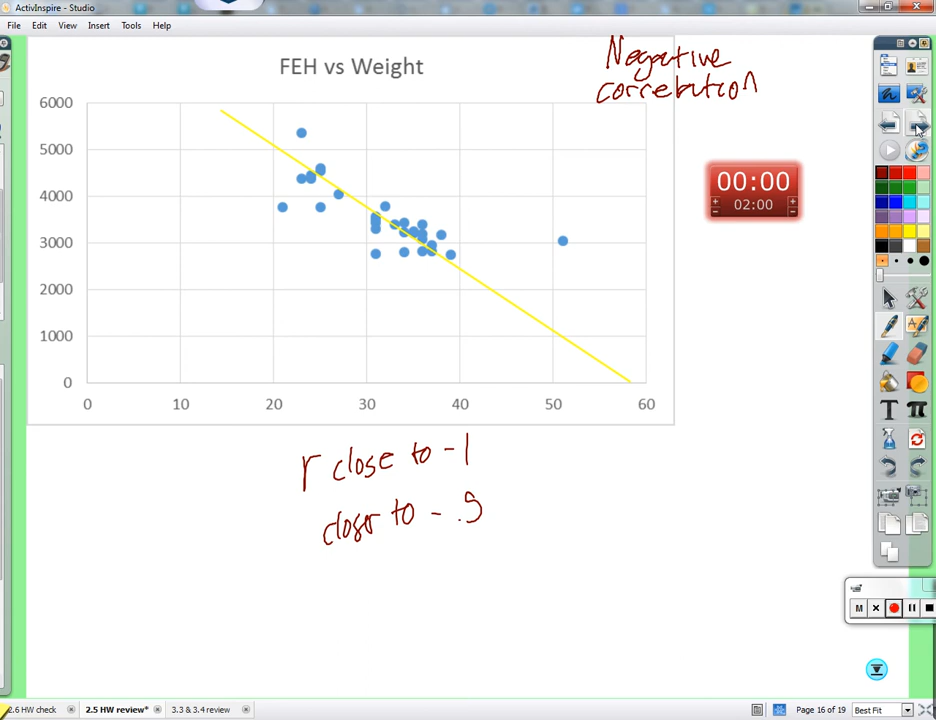 ActivInspire - Studio
File Edit View Insert Tools Help
Negative
correlation
FEH vs Weight
6000
5000
4000
3000
2000
1000
0
0 10 20 30 40 50 60
00:00
02:00
r close to -1
closer to - .9
M
2.6 HW check 2.5 HW review* 3.3 & 3.4 review Page 16 of 19 Best Fit